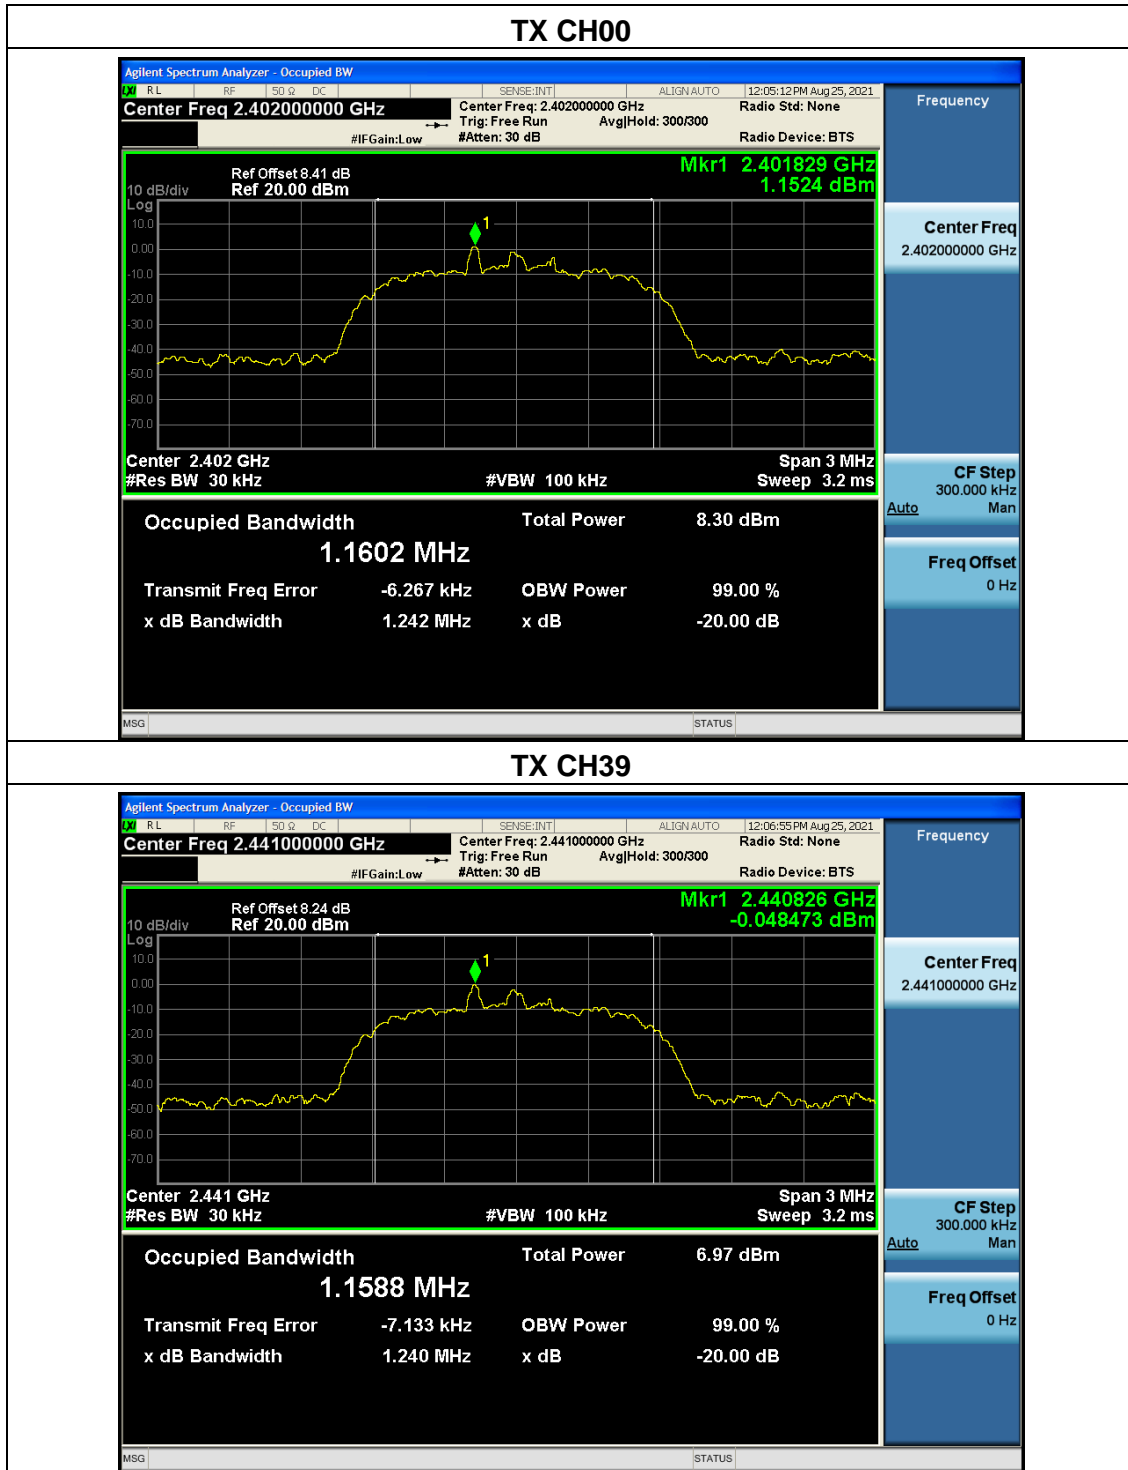 TX CH00
Agilent Spectrum Analyzer - Occupied BW
LXI RL RF 50 Ω DC SENSE:INT ALIGN AUTO 12:05:12 PM Aug 25, 2021
Center Freq 2.402000000 GHz
Center Freq: 2.402000000 GHz Radio Std: None
Trig: Free Run Avg|Hold: 300/300
#IFGain:Low #Atten: 30 dB Radio Device: BTS
Frequency
Mkr1 2.401829 GHz
1.1524 dBm
Ref Offset 8.41 dB
10 dB/div Ref 20.00 dBm
Log
10.0
0.00
-10.0
-20.0
-30.0
-40.0
-50.0
-60.0
-70.0
1
Center 2.402 GHz Span 3 MHz
#Res BW 30 kHz #VBW 100 kHz Sweep 3.2 ms
Center Freq
2.402000000 GHz
CF Step
300.000 kHz
Auto Man
Freq Offset
0 Hz
Occupied Bandwidth Total Power 8.30 dBm
1.1602 MHz
Transmit Freq Error -6.267 kHz OBW Power 99.00 %
x dB Bandwidth 1.242 MHz x dB -20.00 dB
MSG STATUS
TX CH39
Agilent Spectrum Analyzer - Occupied BW
LXI RL RF 50 Ω DC SENSE:INT ALIGN AUTO 12:06:55 PM Aug 25, 2021
Center Freq 2.441000000 GHz
Center Freq: 2.441000000 GHz Radio Std: None
Trig: Free Run Avg|Hold: 300/300
#IFGain:Low #Atten: 30 dB Radio Device: BTS
Frequency
Mkr1 2.440826 GHz
-0.048473 dBm
Ref Offset 8.24 dB
10 dB/div Ref 20.00 dBm
Log
10.0
0.00
-10.0
-20.0
-30.0
-40.0
-50.0
-60.0
-70.0
1
Center 2.441 GHz Span 3 MHz
#Res BW 30 kHz #VBW 100 kHz Sweep 3.2 ms
Center Freq
2.441000000 GHz
CF Step
300.000 kHz
Auto Man
Freq Offset
0 Hz
Occupied Bandwidth Total Power 6.97 dBm
1.1588 MHz
Transmit Freq Error -7.133 kHz OBW Power 99.00 %
x dB Bandwidth 1.240 MHz x dB -20.00 dB
MSG STATUS